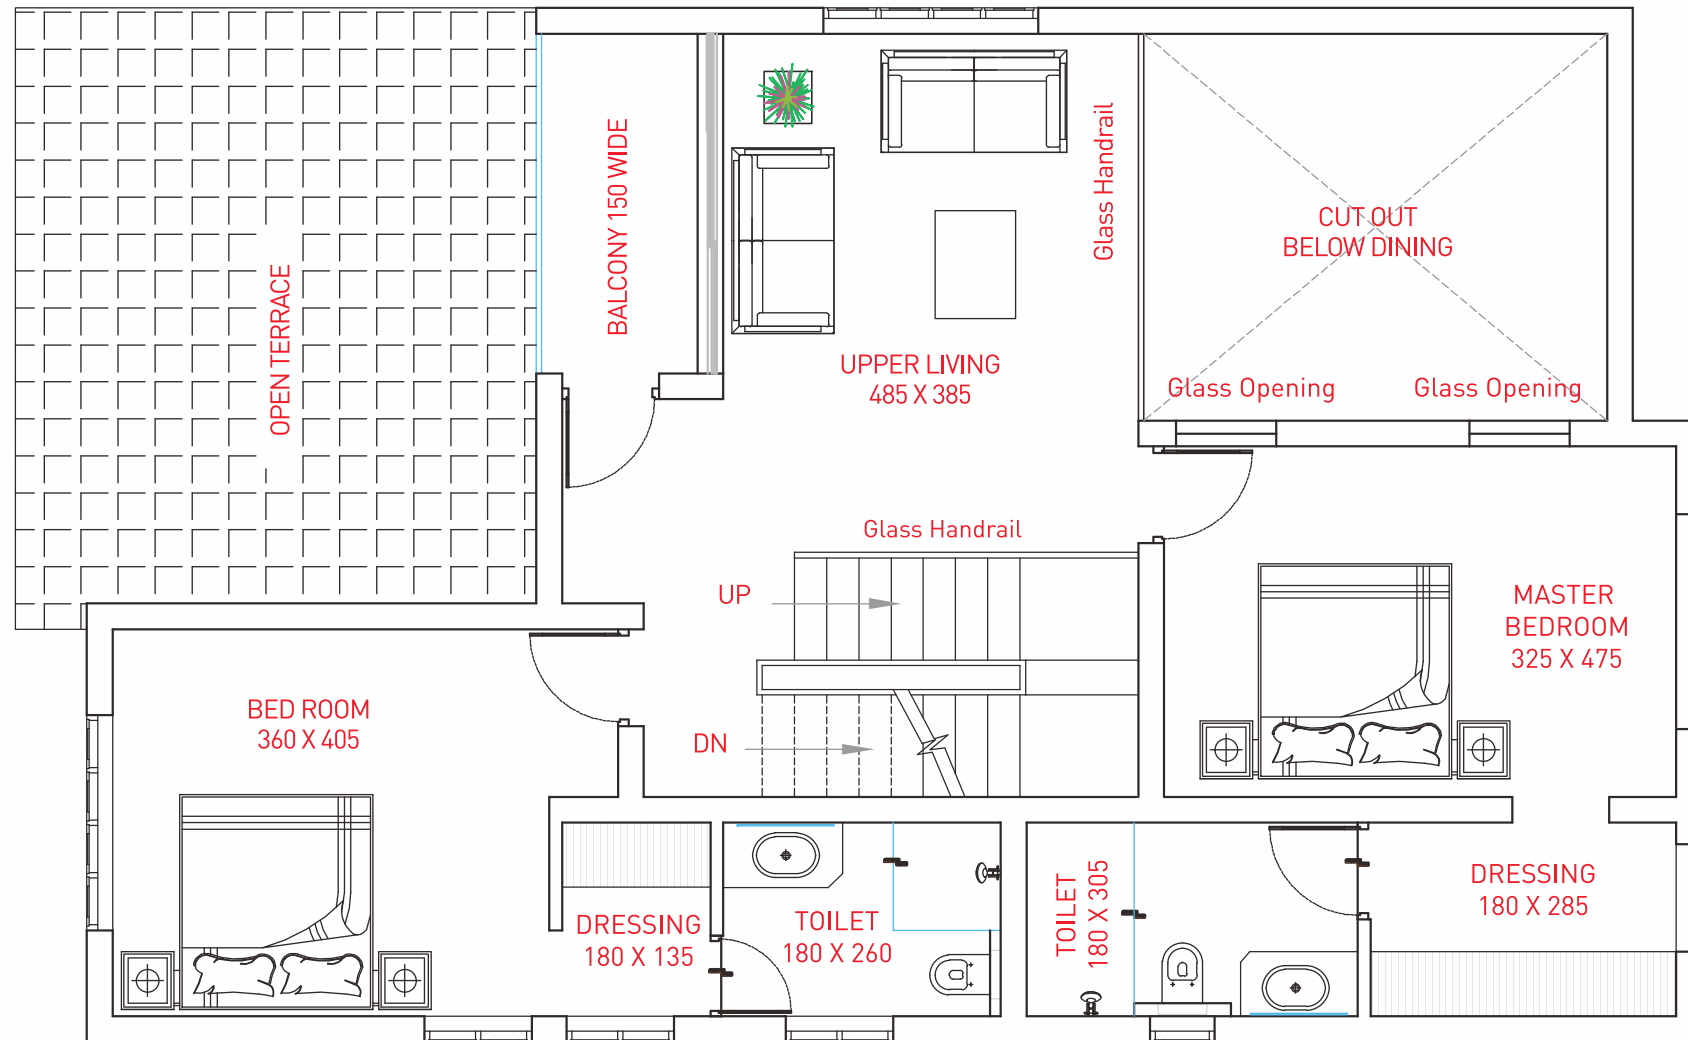 OPEN TERRACE
BALCONY 150 WIDE
UPPER LIVING
485 X 385
Glass Handrail
CUT OUT
BELOW DINING
Glass Opening
Glass Opening
Glass Handrail
UP
DN
MASTER
BEDROOM
325 X 475
BED ROOM
360 X 405
DRESSING
180 X 135
TOILET
180 X 260
TOILET
180 X 305
DRESSING
180 X 285